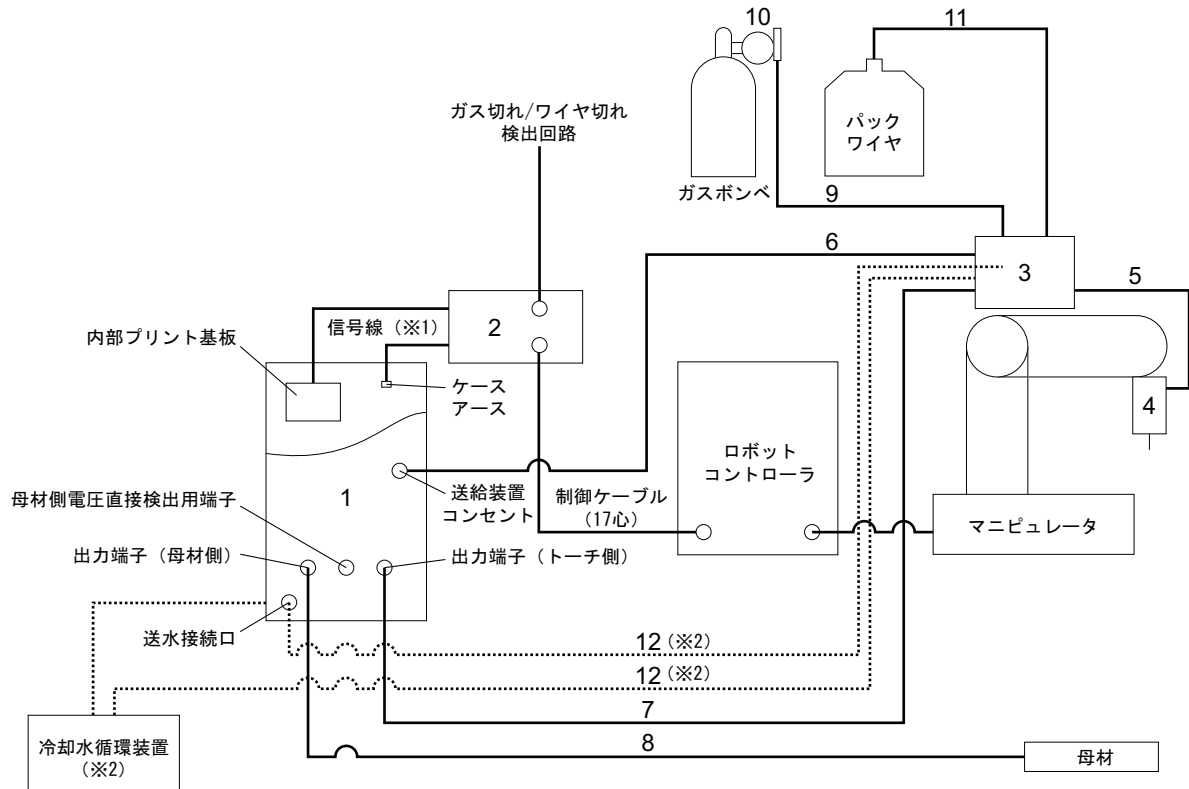 10
11
ガス切れ/ワイヤ切れ
検出回路
パック
ワイヤ
ガスボンベ
9
6
3
5
2
信号線（※1）
内部プリント基板
ケース
アース
4
ロボット
コントローラ
1
送給装置
コンセント
制御ケーブル
（17心）
母材側電圧直接検出用端子
マニピュレータ
出力端子（母材側）
出力端子（トーチ側）
送水接続口
12（※2）
12（※2）
7
冷却水循環装置
（※2）
8
母材